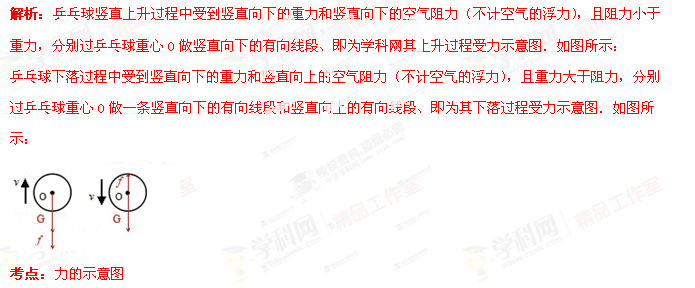 解析：乒乓球竖直上升过程中受到竖直向下的重力和竖直向下的空气阻力（不计空气的浮力），且阻力小于
重力，分别过乒乓球重心 O 做竖直向下的有向线段、即为学科网其上升过程受力示意图．如图所示；
乒乓球下落过程中受到竖直向下的重力和竖直向上的空气阻力（不计空气的浮力），且重力大于阻力，分别
过乒乓球重心 O 做一条竖直向下的有向线段和竖直向上的有向线段、即为其下落过程受力示意图．如图所
示：
v O G f
v f O G
学科网 精品工作室
考点：力的示意图